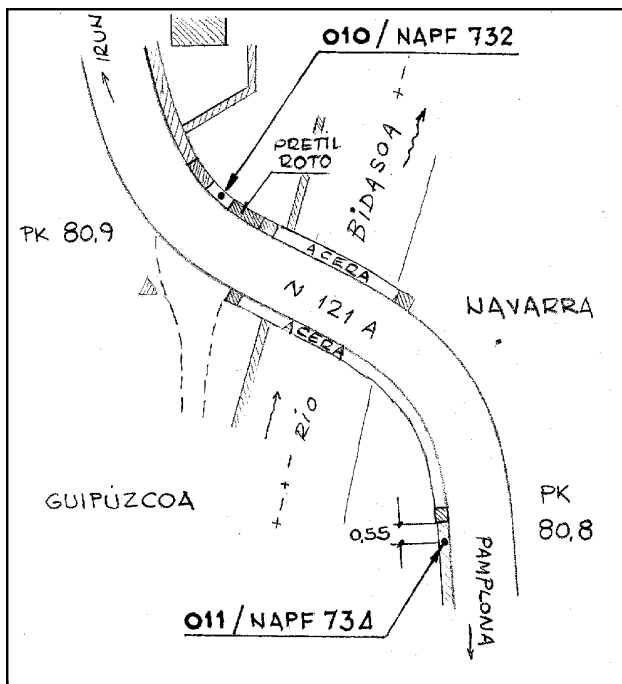 010 / NAPF 732
IRUN
PRETIL
ROTO
BiDASOA
PK 80,9
ACERA
N 121 A
ACERA
NAVARRA
RÍO
GUIPÚZCOA
PK
80,8
0,55
PAMPLONA
011 / NAPF 734